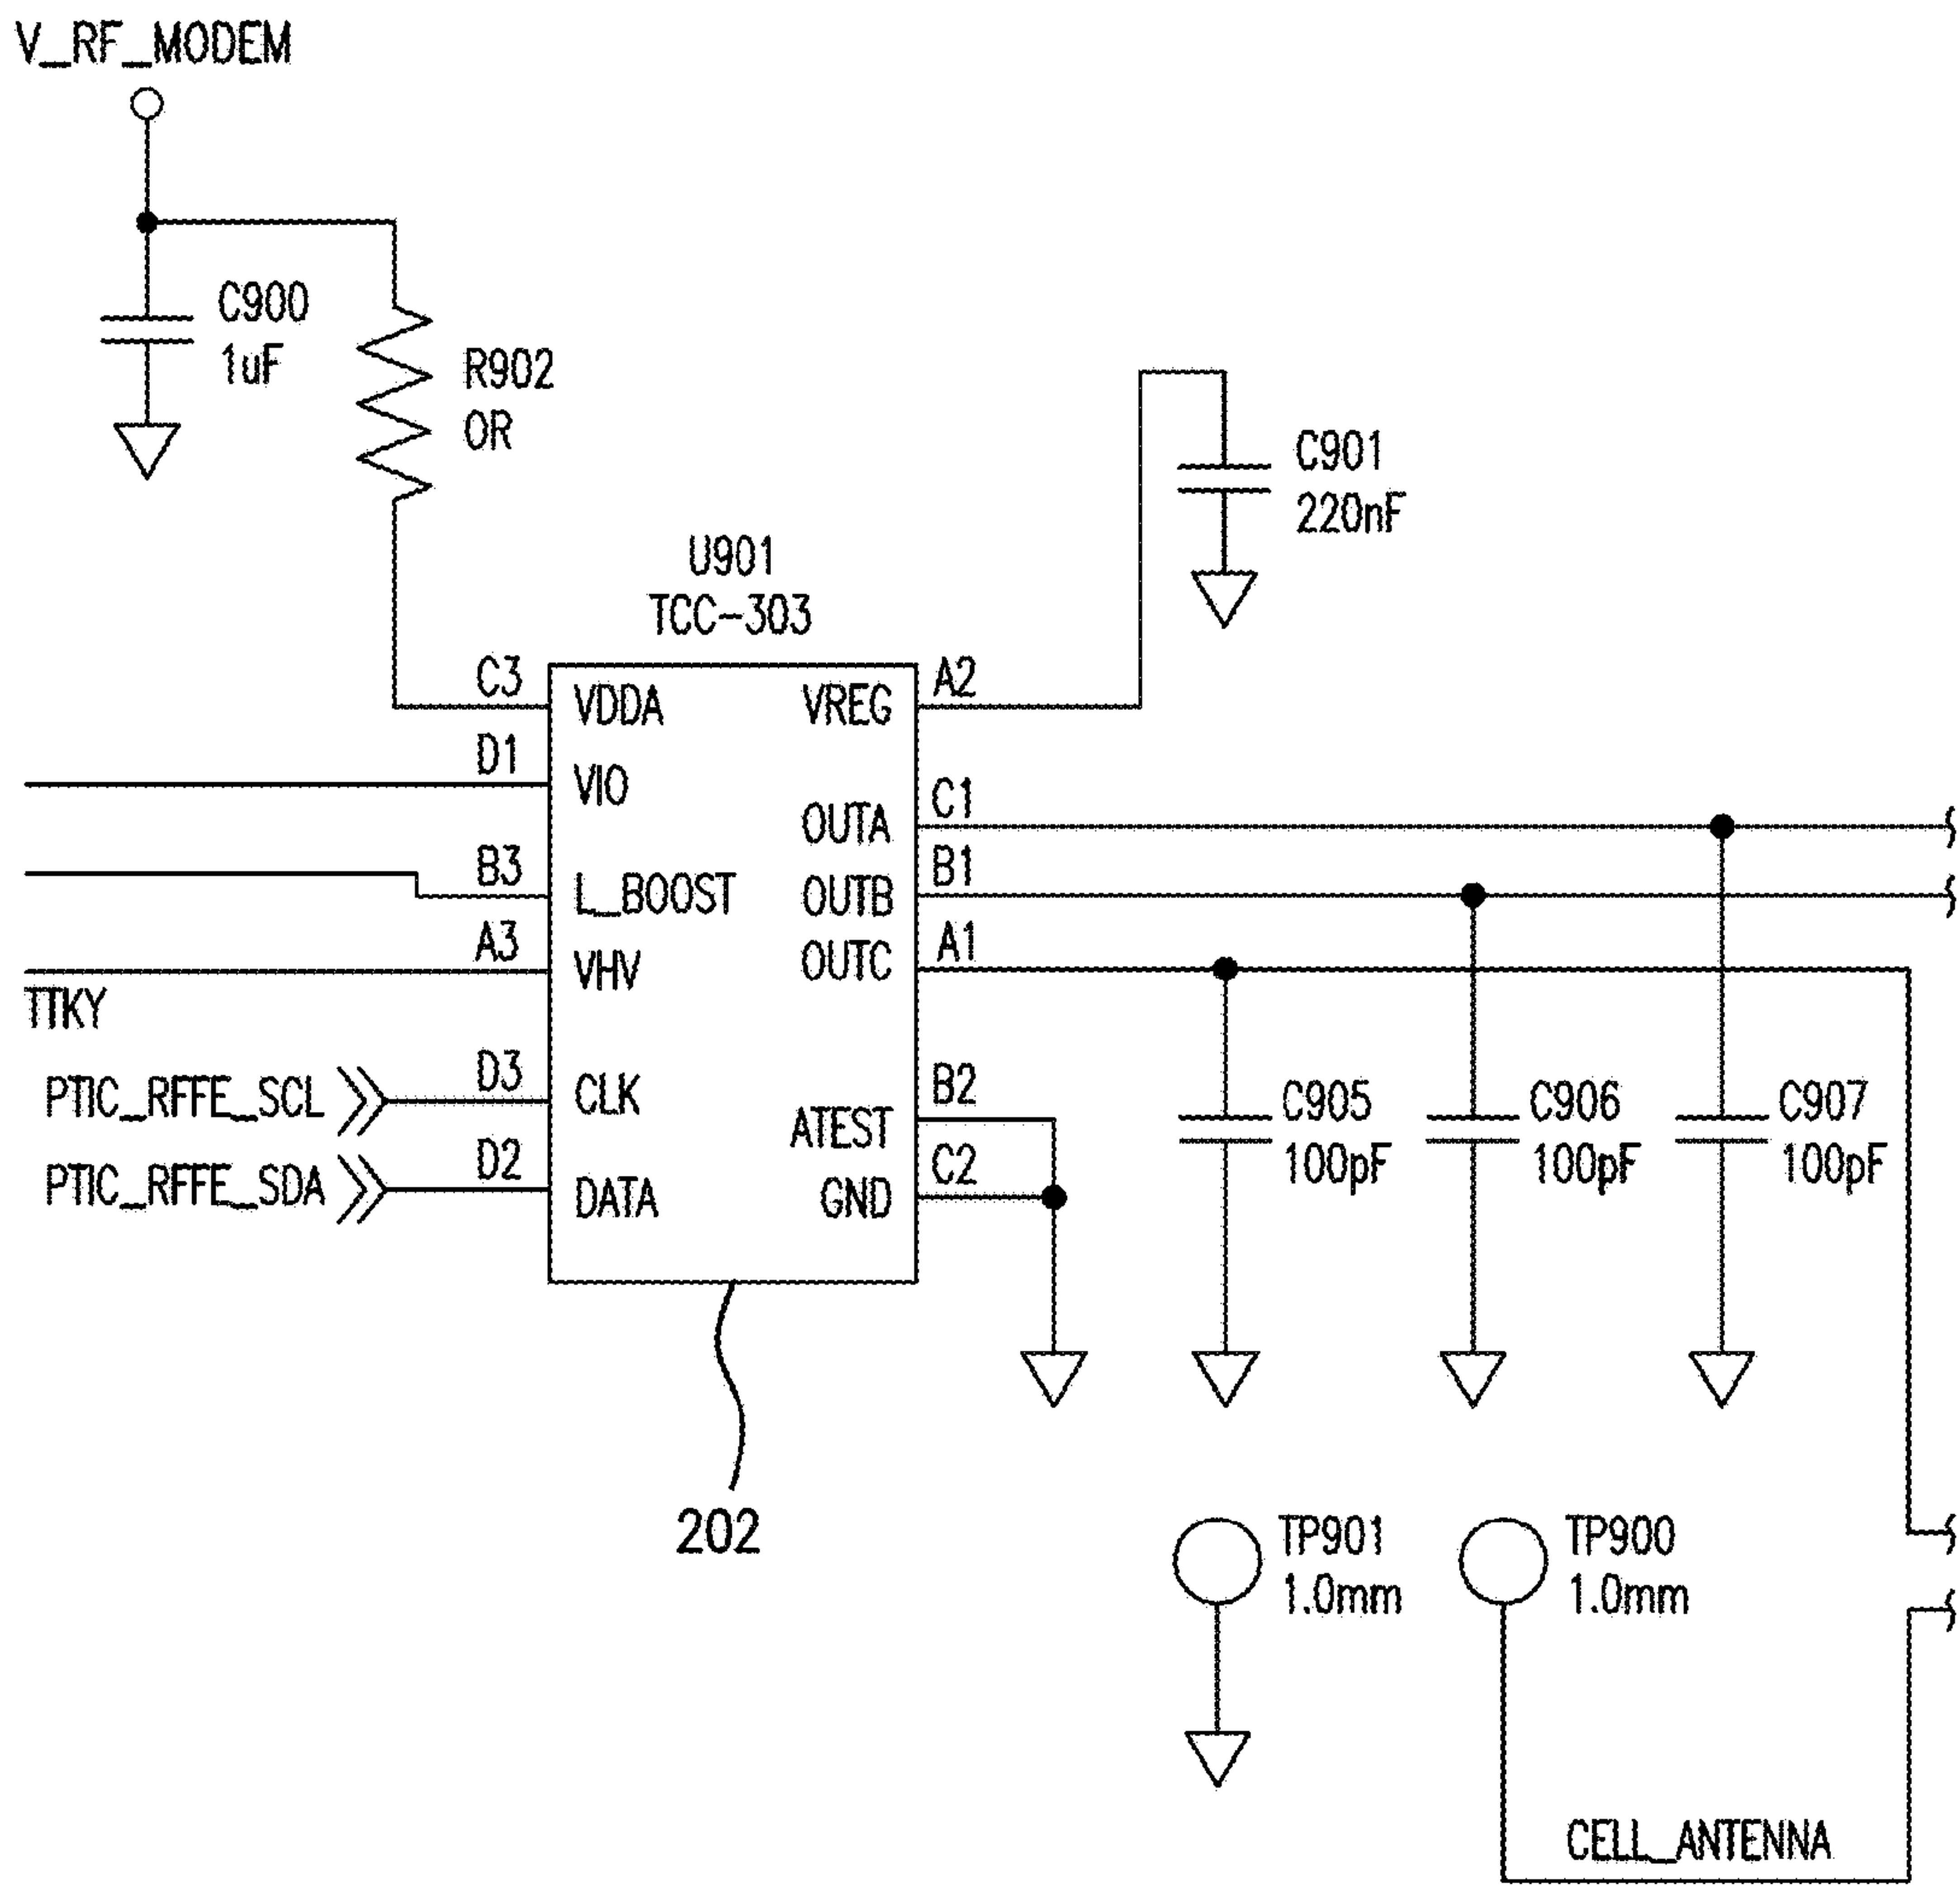 V_RF_MODEM
C900
1uF
R902
0R
C901
220nF
U901
TCC-303
C3
VDDA
VREG
A2
D1
VIO
C1
OUTA
B3
L_BOOST
B1
OUTB
A3
VHV
A1
OUTC
TTKY
PTIC_RFFE_SCL
D3
CLK
B2
ATEST
PTIC_RFFE_SDA
D2
DATA
C2
GND
C905
100pF
C906
100pF
C907
100pF
202
TP901
1.0mm
TP900
1.0mm
CELL_ANTENNA